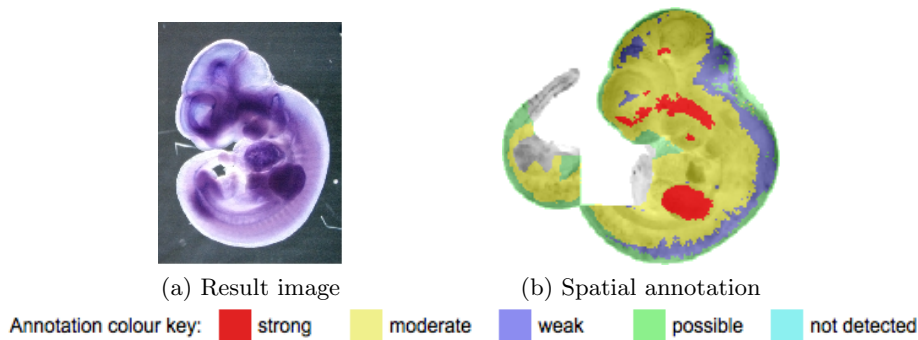 (a) Result image
(b) Spatial annotation
Annotation colour key: strong moderate weak possible not detected